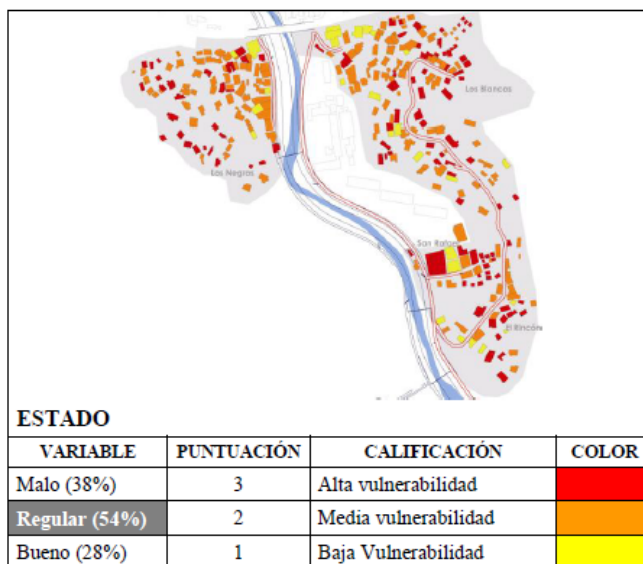 Los Blancos
Los Negros
San Rafael
El Rincón
ESTADO
VARIABLE PUNTUACIÓN CALIFICACIÓN COLOR
Malo (38%) 3 Alta vulnerabilidad
Regular (54%) 2 Media vulnerabilidad
Bueno (28%) 1 Baja Vulnerabilidad